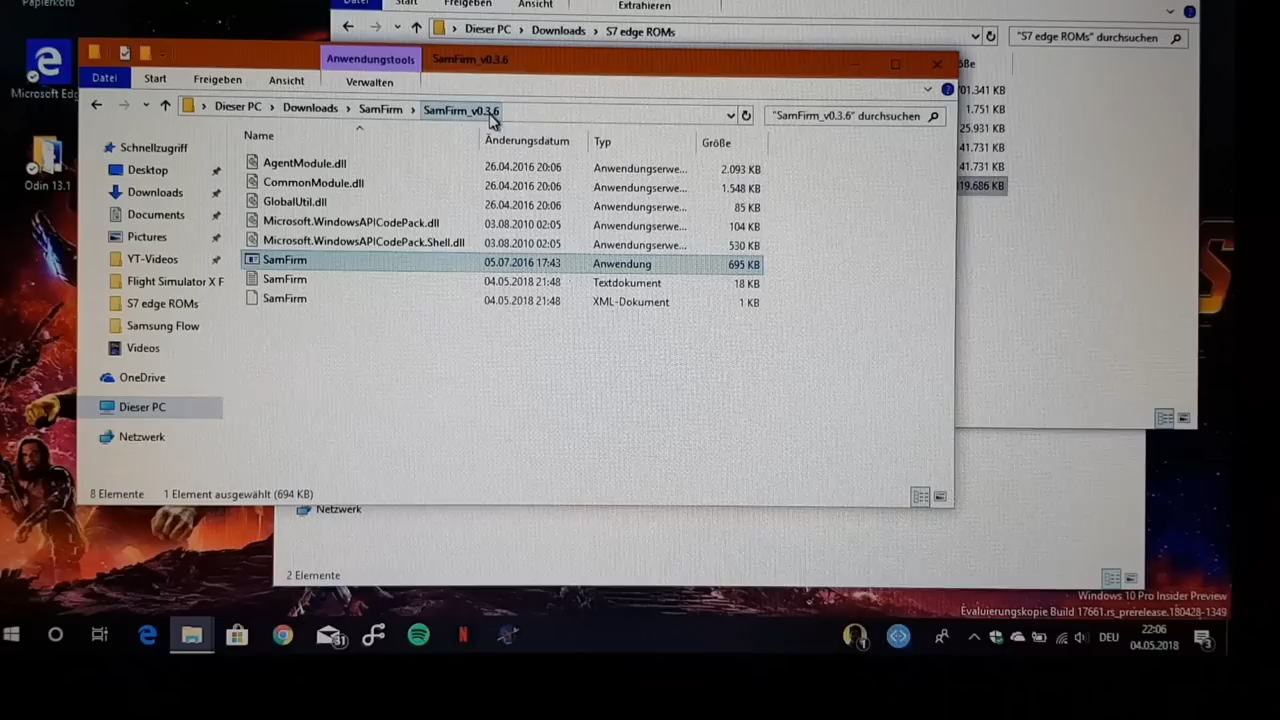 Papierkorb
Start
Freigeben
Ansicht
Extrahieren
Dieser PC
Downloads
S7 edge ROMs
"S7 edge ROMs" durchsuchen
Microsoft Edg
Odin 13.1
Anwendungstools
SamFirm_v0.3.6
Datei
Start
Freigeben
Ansicht
Verwalten
Dieser PC
Downloads
SamFirm
SamFirm_v0.3.6
"SamFirm_v0.3.6" durchsuchen
Schnellzugriff
Desktop
Downloads
Documents
Pictures
YT-Videos
Flight Simulator X F
S7 edge ROMs
Samsung Flow
Videos
OneDrive
Dieser PC
Netzwerk
Name Änderungsdatum Typ Größe
AgentModule.dll 26.04.2016 20:06 Anwendungserwe... 2.093 KB
CommonModule.dll 26.04.2016 20:06 Anwendungserwe... 1.548 KB
GlobalUtil.dll 26.04.2016 20:06 Anwendungserwe... 85 KB
Microsoft.WindowsAPICodePack.dll 03.08.2010 02:05 Anwendungserwe... 104 KB
Microsoft.WindowsAPICodePack.Shell.dll 03.08.2010 02:05 Anwendungserwe... 530 KB
SamFirm 05.07.2016 17:43 Anwendung 695 KB
SamFirm 04.05.2018 21:48 Textdokument 18 KB
SamFirm 04.05.2018 21:48 XML-Dokument 1 KB
8 Elemente 1 Element ausgewählt (694 KB)
öße
01.341 KB
1.751 KB
25.931 KB
41.731 KB
41.731 KB
19.686 KB
Netzwerk
2 Elemente
Windows 10 Pro Insider Preview
Evaluierungskopie Build 17661.rs_prerelease.180428-1349
31
1
DEU
22:06
04.05.2018
3